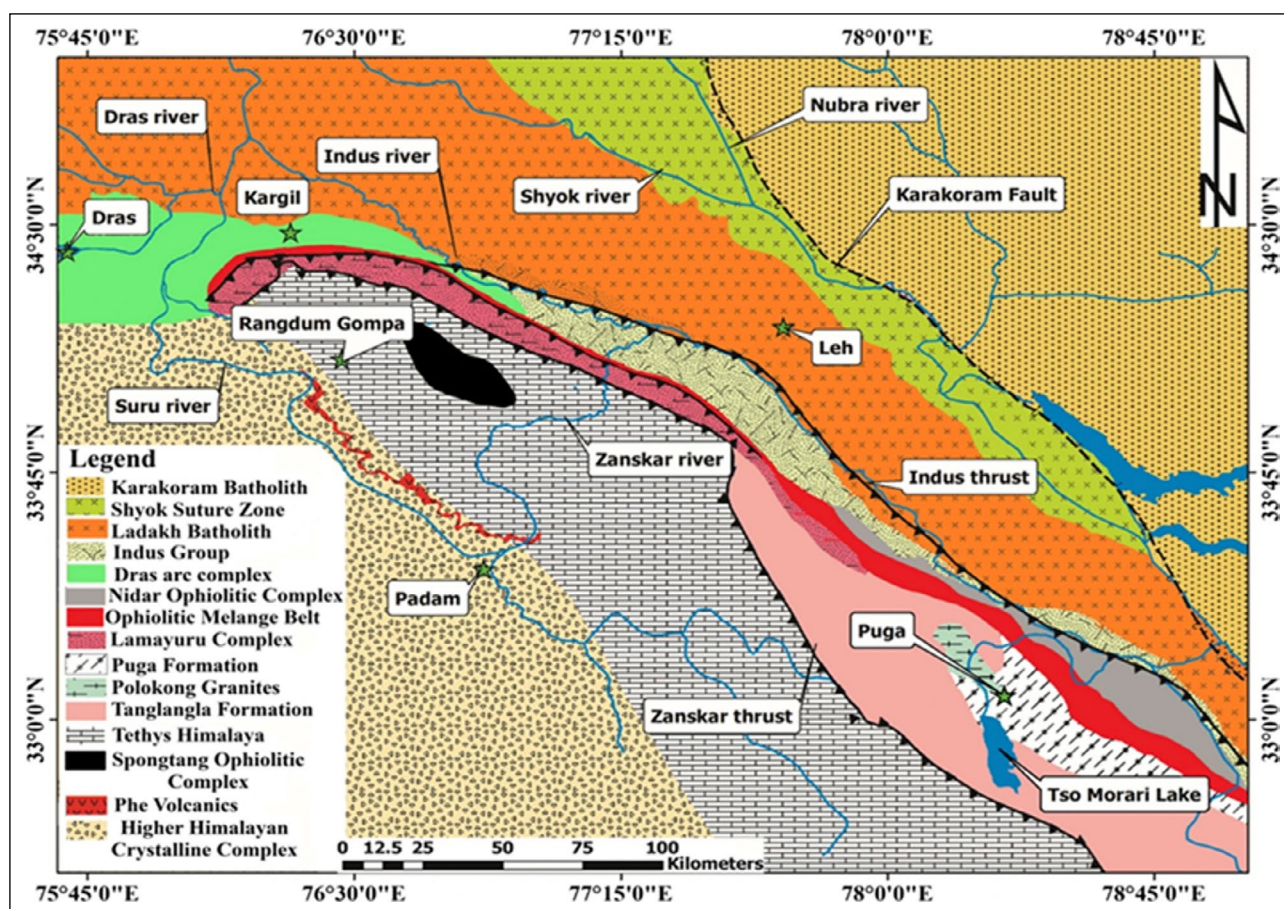 75°45'0"E
76°30'0"E
77°15'0"E
78°0'0"E
78°45'0"E
Dras river
Indus river
Nubra river
N
Kargil
Shyok river
Karakoram Fault
Dras
34°30'0"N
34°30'0"N
Rangdum Gompa
Leh
Suru river
Zanskar river
Indus thrust
33°45'0"N
33°45'0"N
Legend
Karakoram Batholith
Shyok Suture Zone
Ladakh Batholith
Indus Group
Dras arc complex
Nidar Ophiolitic Complex
Ophiolitic Melange Belt
Lamayuru Complex
Puga Formation
Polokong Granites
Tanglangla Formation
Tethys Himalaya
Spongtang Ophiolitic
Complex
Phe Volcanics
Higher Himalayan
Crystalline Complex
Padam
Puga
Zanskar thrust
Tso Morari Lake
33°0'0"N
33°0'0"N
0 12.5 25 50 75 100
Kilometers
75°45'0"E
76°30'0"E
77°15'0"E
78°0'0"E
78°45'0"E